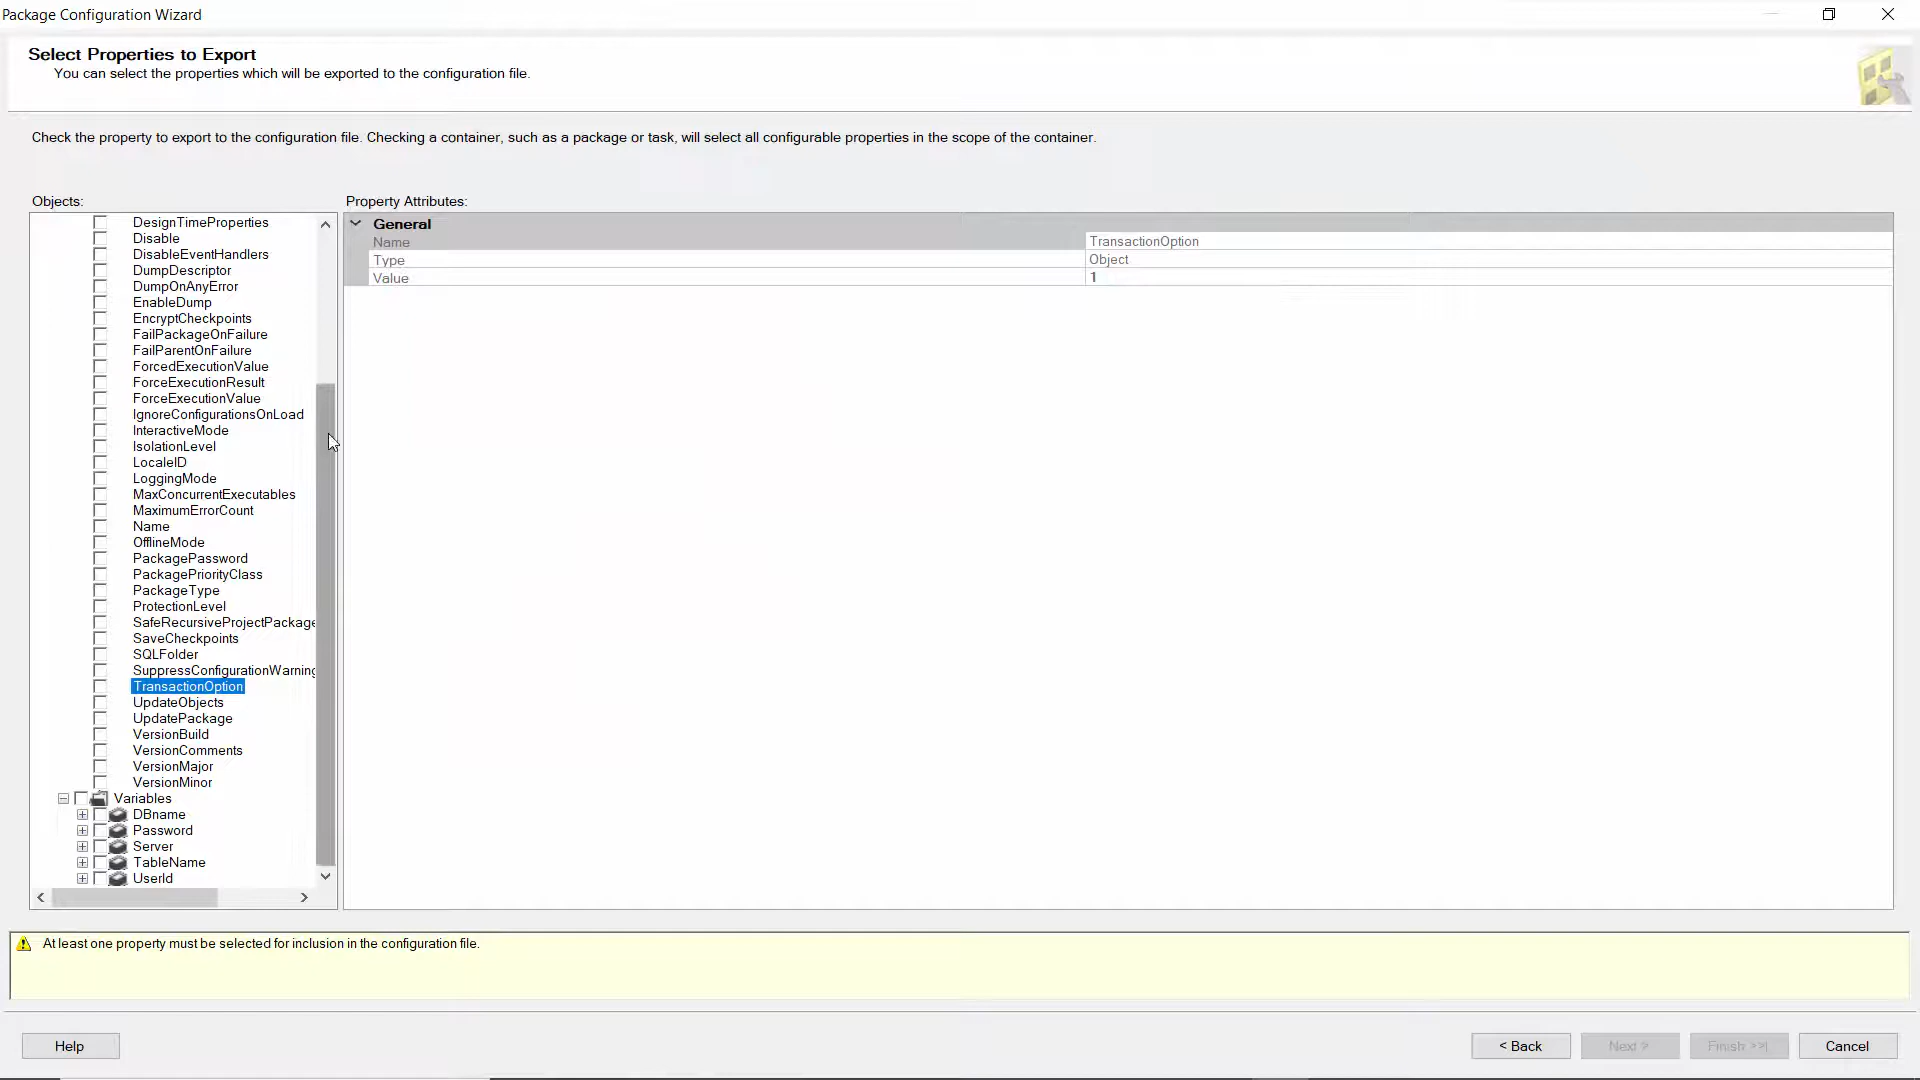 Package Configuration Wizard
Select Properties to Export
You can select the properties which will be exported to the configuration file.
Check the property to export to the configuration file. Checking a container, such as a package or task, will select all configurable properties in the scope of the container.
Objects:
Property Attributes:
DesignTimeProperties
Disable
DisableEventHandlers
DumpDescriptor
DumpOnAnyError
EnableDump
EncryptCheckpoints
FailPackageOnFailure
FailParentOnFailure
ForcedExecutionValue
ForceExecutionResult
ForceExecutionValue
IgnoreConfigurationsOnLoad
InteractiveMode
IsolationLevel
LocaleID
LoggingMode
MaxConcurrentExecutables
MaximumErrorCount
Name
OfflineMode
PackagePassword
PackagePriorityClass
PackageType
ProtectionLevel
SafeRecursiveProjectPackage
SaveCheckpoints
SQLFolder
SuppressConfigurationWarning
TransactionOption
UpdateObjects
UpdatePackage
VersionBuild
VersionComments
VersionMajor
VersionMinor
Variables
DBname
Password
Server
TableName
UserId
General
Name TransactionOption
Type Object
Value 1
At least one property must be selected for inclusion in the configuration file.
Help
< Back
Next >
Finish >>|
Cancel